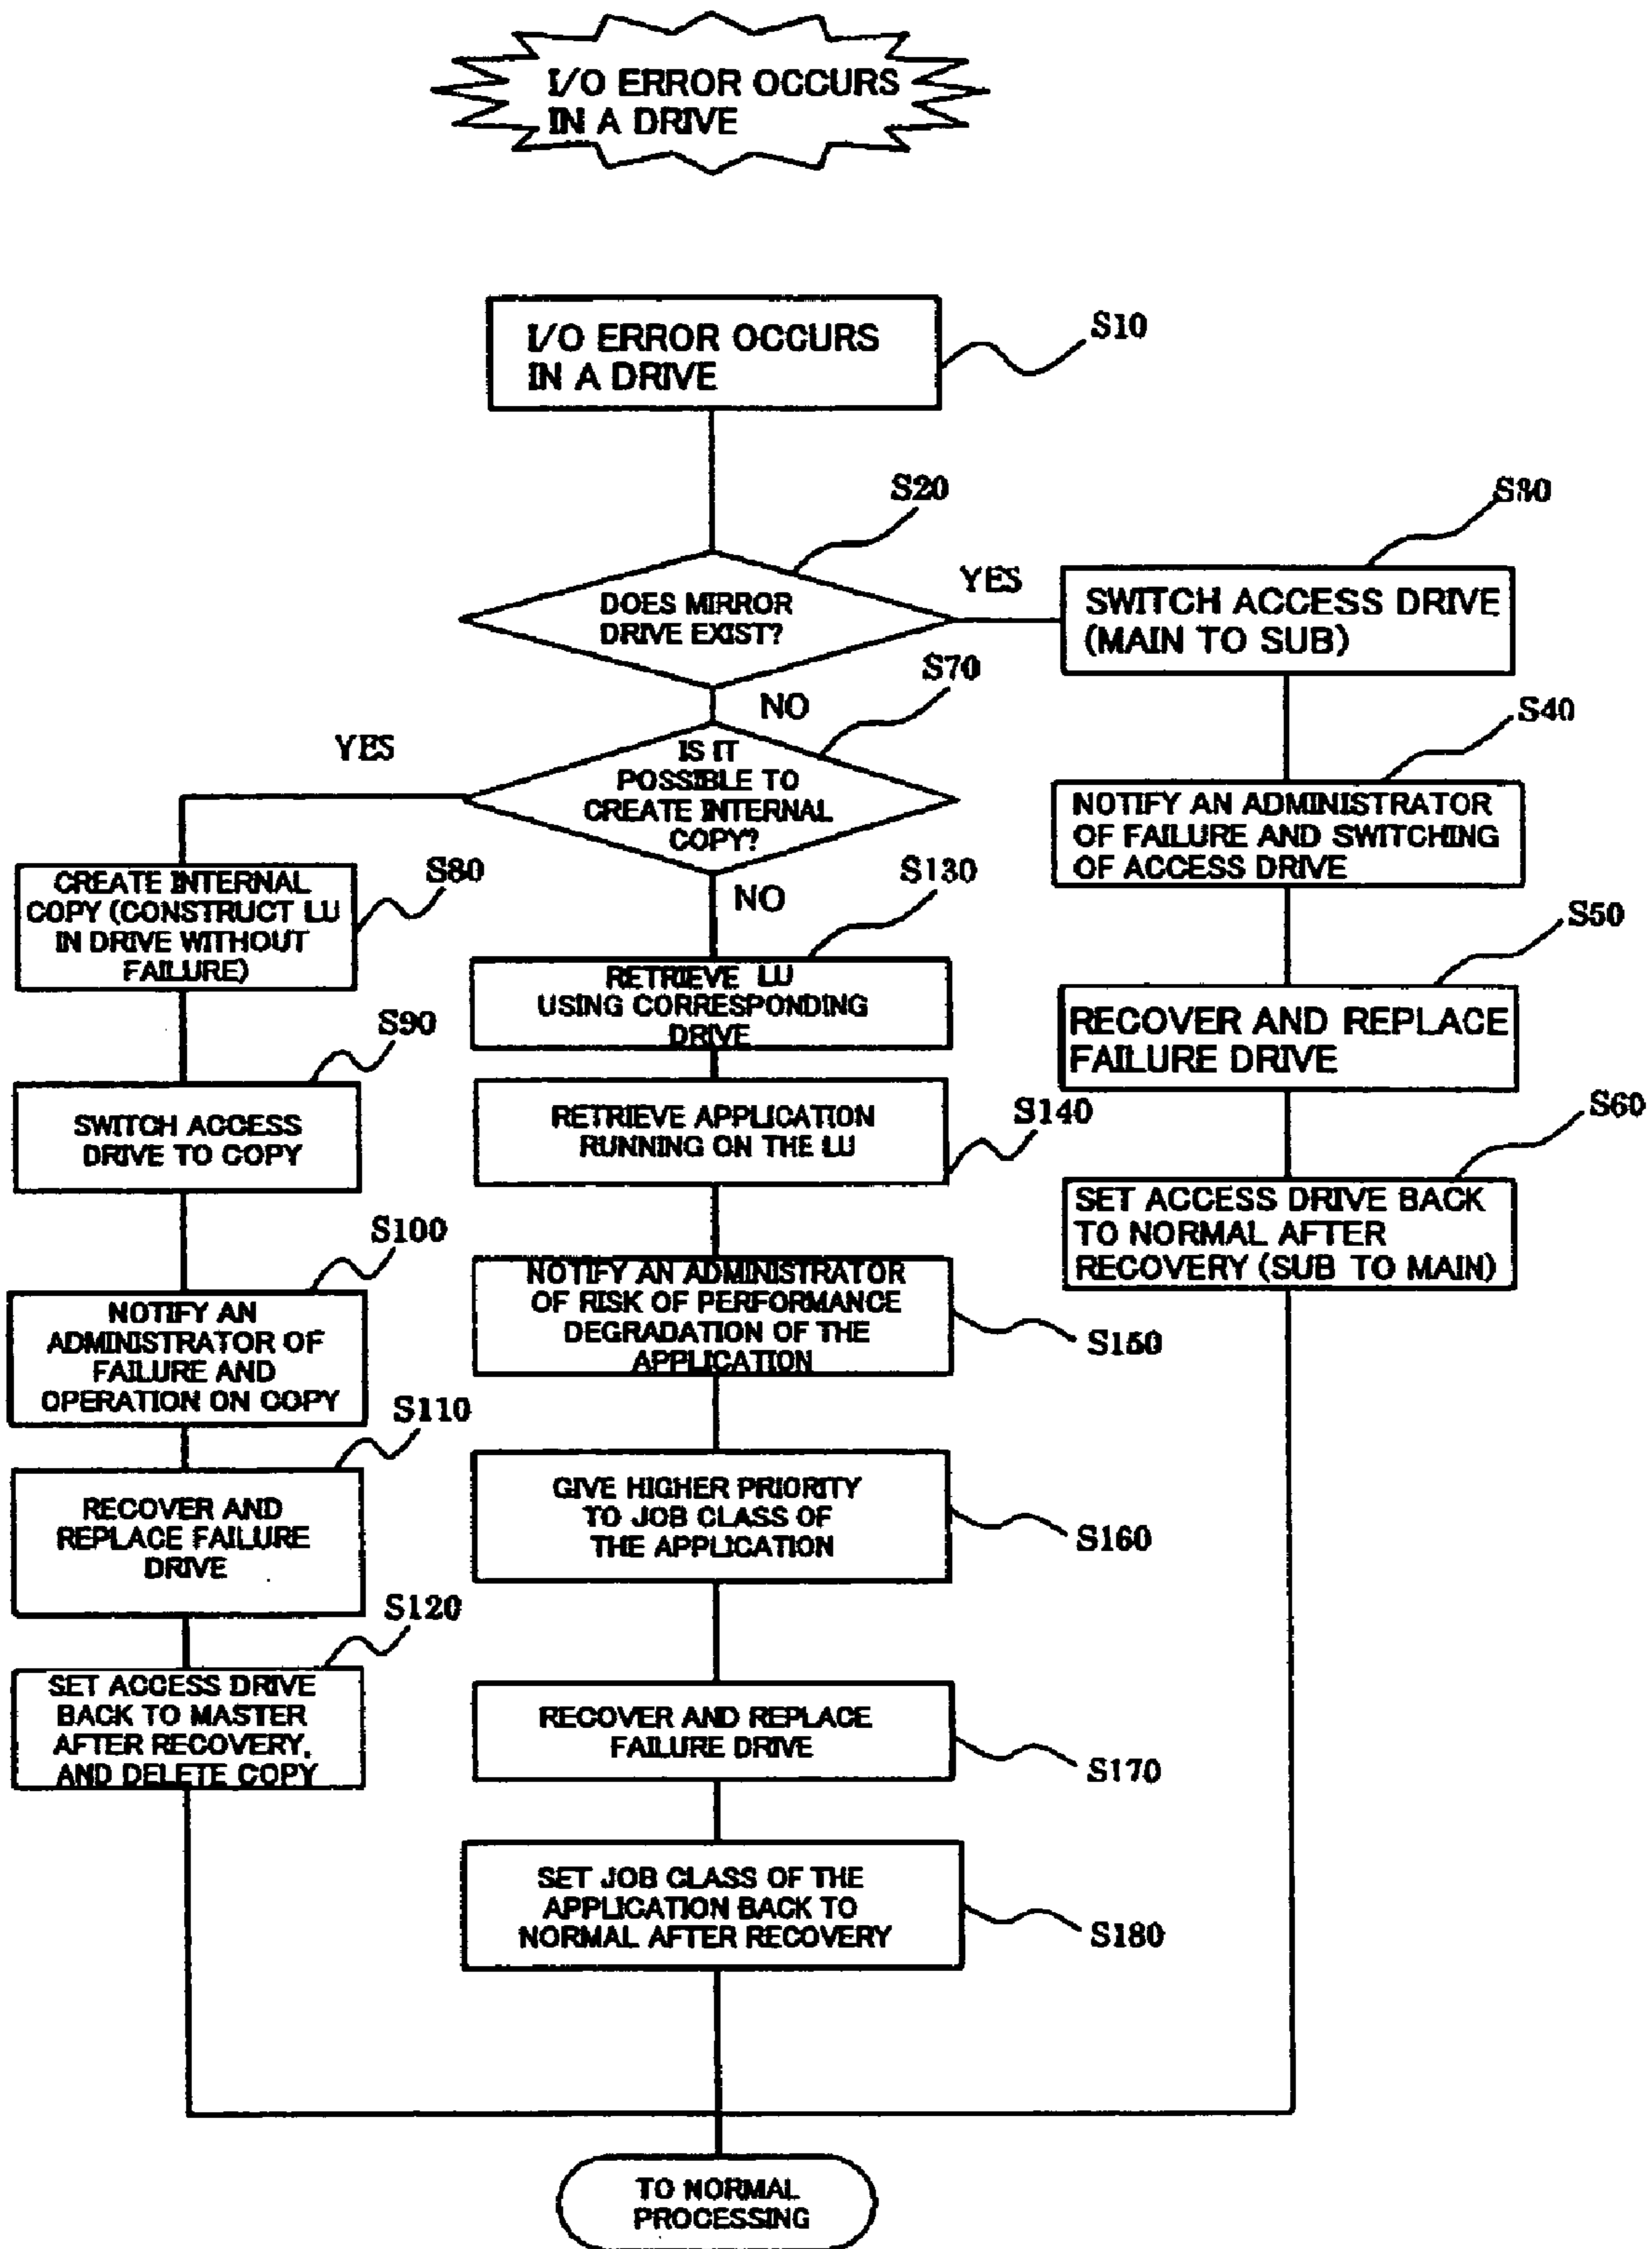 I/O ERROR OCCURS
IN A DRIVE
I/O ERROR OCCURS
IN A DRIVE
S10
S20
DOES MIRROR
DRIVE EXIST?
YES
NO
S30
SWITCH ACCESS DRIVE
(MAIN TO SUB)
S40
NOTIFY AN ADMINISTRATOR
OF FAILURE AND SWITCHING
OF ACCESS DRIVE
S50
RECOVER AND REPLACE
FAILURE DRIVE
S60
SET ACCESS DRIVE BACK
TO NORMAL AFTER
RECOVERY (SUB TO MAIN)
S70
IS IT
POSSIBLE TO
CREATE INTERNAL
COPY?
YES
NO
S80
CREATE INTERNAL
COPY (CONSTRUCT LU
IN DRIVE WITHOUT
FAILURE)
S90
SWITCH ACCESS
DRIVE TO COPY
S100
NOTIFY AN
ADMINISTRATOR OF
FAILURE AND
OPERATION ON COPY
S110
RECOVER AND
REPLACE FAILURE
DRIVE
S120
SET ACCESS DRIVE
BACK TO MASTER
AFTER RECOVERY,
AND DELETE COPY
S130
RETRIEVE LU
USING CORRESPONDING
DRIVE
S140
RETRIEVE APPLICATION
RUNNING ON THE LU
S150
NOTIFY AN ADMINISTRATOR
OF RISK OF PERFORMANCE
DEGRADATION OF THE
APPLICATION
S160
GIVE HIGHER PRIORITY
TO JOB CLASS OF
THE APPLICATION
S170
RECOVER AND REPLACE
FAILURE DRIVE
S180
SET JOB CLASS OF THE
APPLICATION BACK TO
NORMAL AFTER RECOVERY
TO NORMAL
PROCESSING